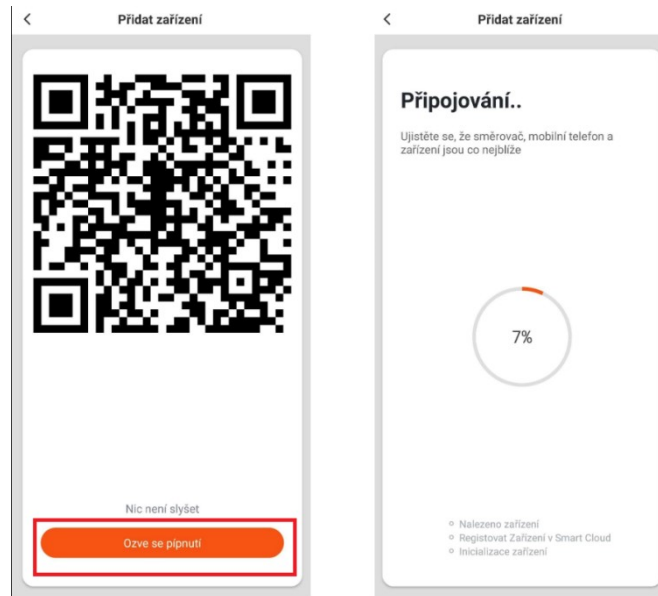 Přidat zařízení
Nic není slyšet
Ozve se pípnutí
Přidat zařízení
Připojování..
Ujistěte se, že směrovač, mobilní telefon a
zařízení jsou co nejblíže
7%
Nalezeno zařízení
Registovat Zařízení v Smart Cloud
Inicializace zařízení